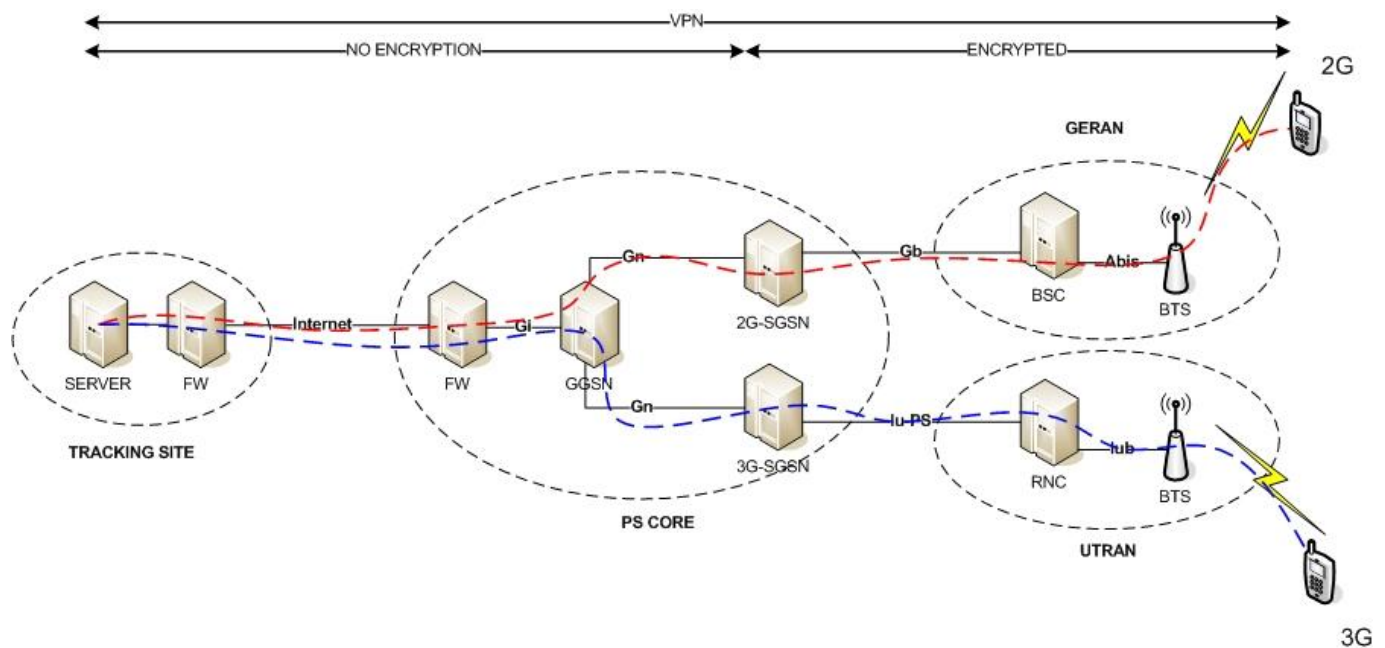 VPN
NO ENCRYPTION
ENCRYPTED
2G
GERAN
Gn
Gb
Abis
BSC
BTS
2G-SGSN
Internet
Gi
SERVER
FW
FW
GGSN
Gn
Iu-PS
Iub
3G-SGSN
RNC
BTS
TRACKING SITE
PS CORE
UTRAN
3G